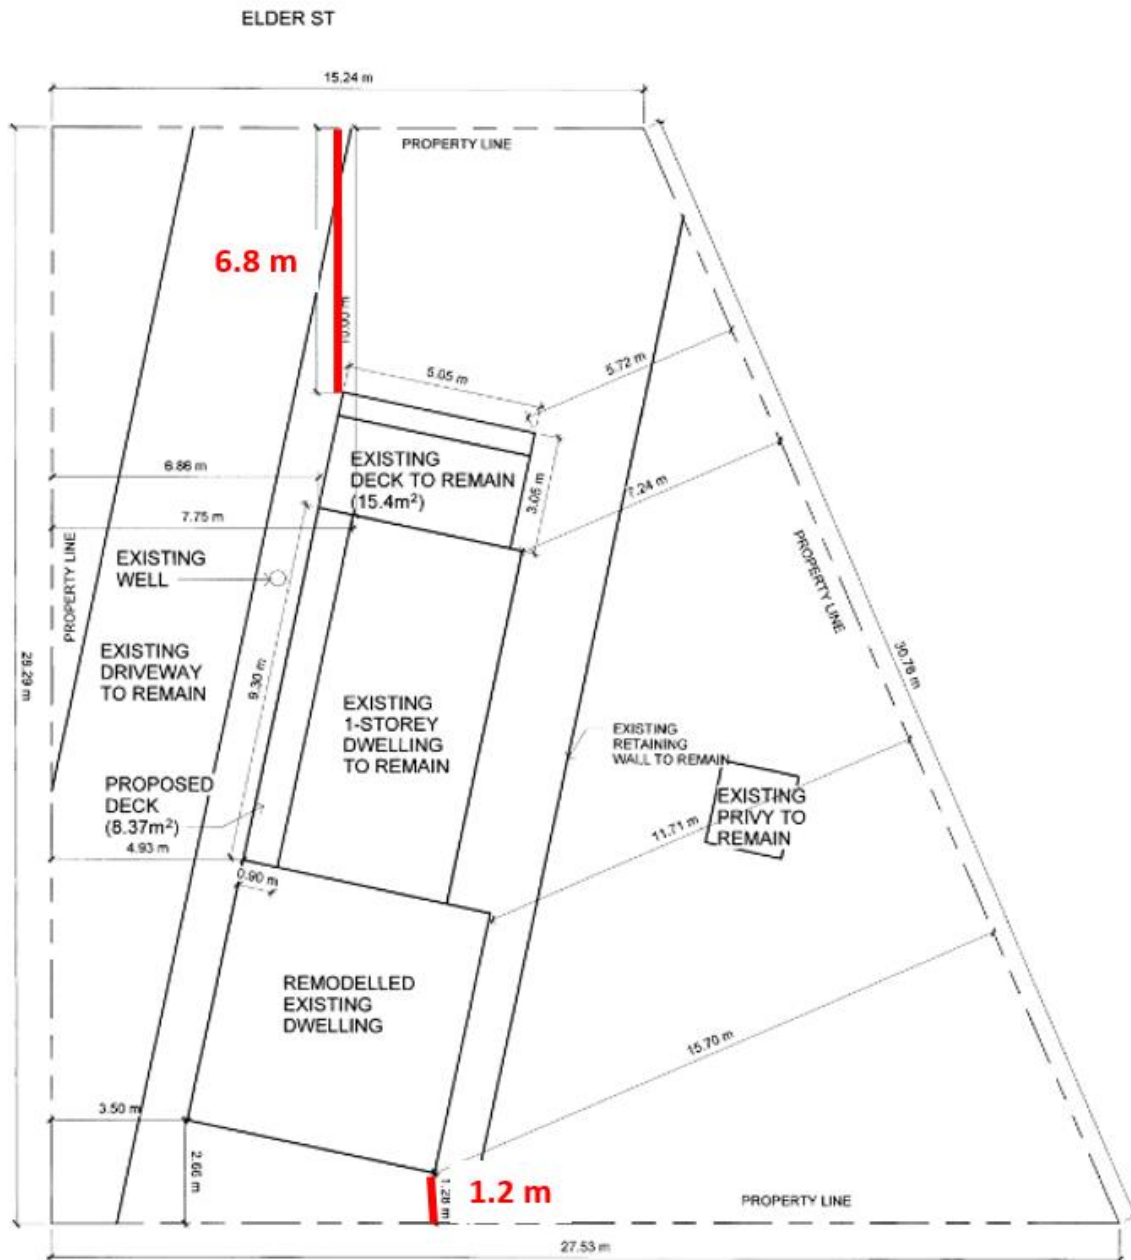 ELDER ST
15.24 m
PROPERTY LINE
6.8 m
10.00 m
5.05 m
5.72 m
EXISTING
DECK TO REMAIN
(15.4m²)
3.05 m
6.86 m
7.24 m
7.75 m
PROPERTY LINE
EXISTING
WELL
PROPERTY LINE
28.29 m
EXISTING
DRIVEWAY
TO REMAIN
9.30 m
30.76 m
EXISTING
1-STOREY
DWELLING
TO REMAIN
EXISTING
RETAINING
WALL TO REMAIN
PROPOSED
DECK
(8.37m²)
EXISTING
PRIVY TO
REMAIN
11.71 m
4.93 m
0.90 m
REMODELLED
EXISTING
DWELLING
15.70 m
3.50 m
2.66 m
1.28 m
1.2 m
PROPERTY LINE
27.53 m